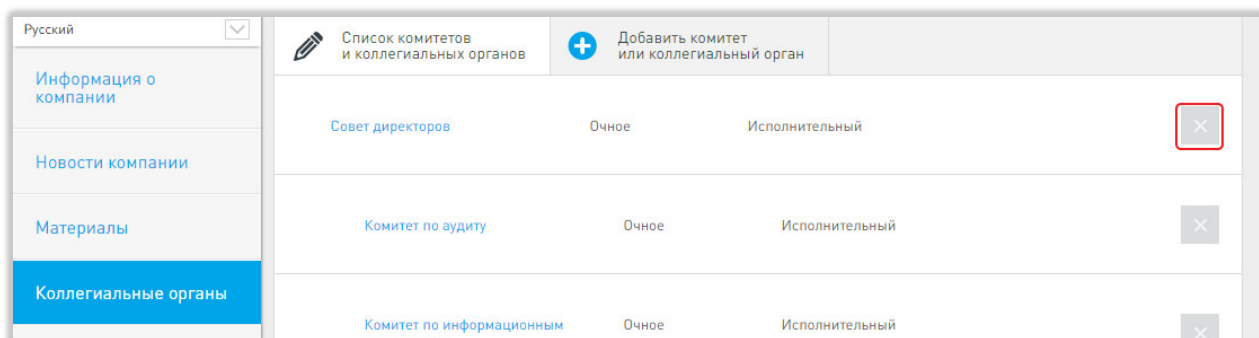 Русский
Список комитетов
и коллегиальных органов
Добавить комитет
или коллегиальный орган
Информация о
компании
Новости компании
Материалы
Коллегиальные органы
Совет директоров Очное Исполнительный
Комитет по аудиту Очное Исполнительный
Комитет по информационным Очное Исполнительный